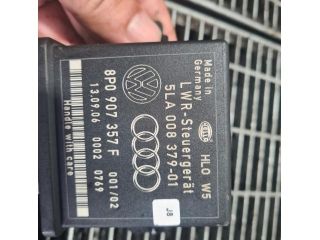 Made in
Germany
HLO W5
HELLA
LWR-Steuergerät
5LA 008 379-01
8P0 907 357 F
001/02
13.09.06 0002 0769
Handle with care
J8